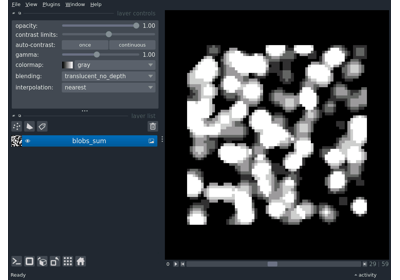 File View Plugins Window Help
layer controls
opacity: 1.00
contrast limits:
auto-contrast: once continuous
gamma: 1.00
colormap: gray
blending: translucent_no_depth
interpolation: nearest
layer list
blobs_sum
29 59
Ready
activity